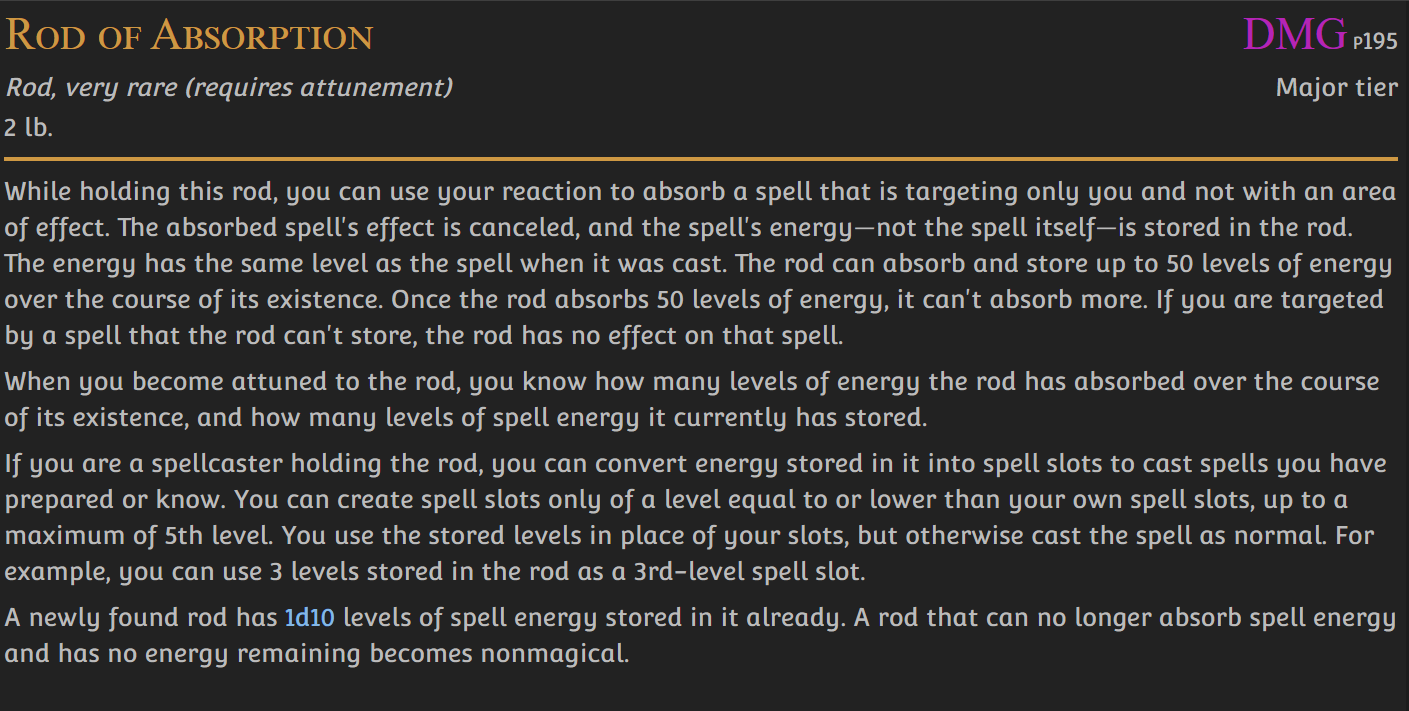 Rod of Absorption
DMG p195
Rod, very rare (requires attunement)
Major tier
2 lb.
While holding this rod, you can use your reaction to absorb a spell that is targeting only you and not with an area
of effect. The absorbed spell's effect is canceled, and the spell's energy—not the spell itself—is stored in the rod.
The energy has the same level as the spell when it was cast. The rod can absorb and store up to 50 levels of energy
over the course of its existence. Once the rod absorbs 50 levels of energy, it can't absorb more. If you are targeted
by a spell that the rod can't store, the rod has no effect on that spell.
When you become attuned to the rod, you know how many levels of energy the rod has absorbed over the course
of its existence, and how many levels of spell energy it currently has stored.
If you are a spellcaster holding the rod, you can convert energy stored in it into spell slots to cast spells you have
prepared or know. You can create spell slots only of a level equal to or lower than your own spell slots, up to a
maximum of 5th level. You use the stored levels in place of your slots, but otherwise cast the spell as normal. For
example, you can use 3 levels stored in the rod as a 3rd-level spell slot.
A newly found rod has 1d10 levels of spell energy stored in it already. A rod that can no longer absorb spell energy
and has no energy remaining becomes nonmagical.